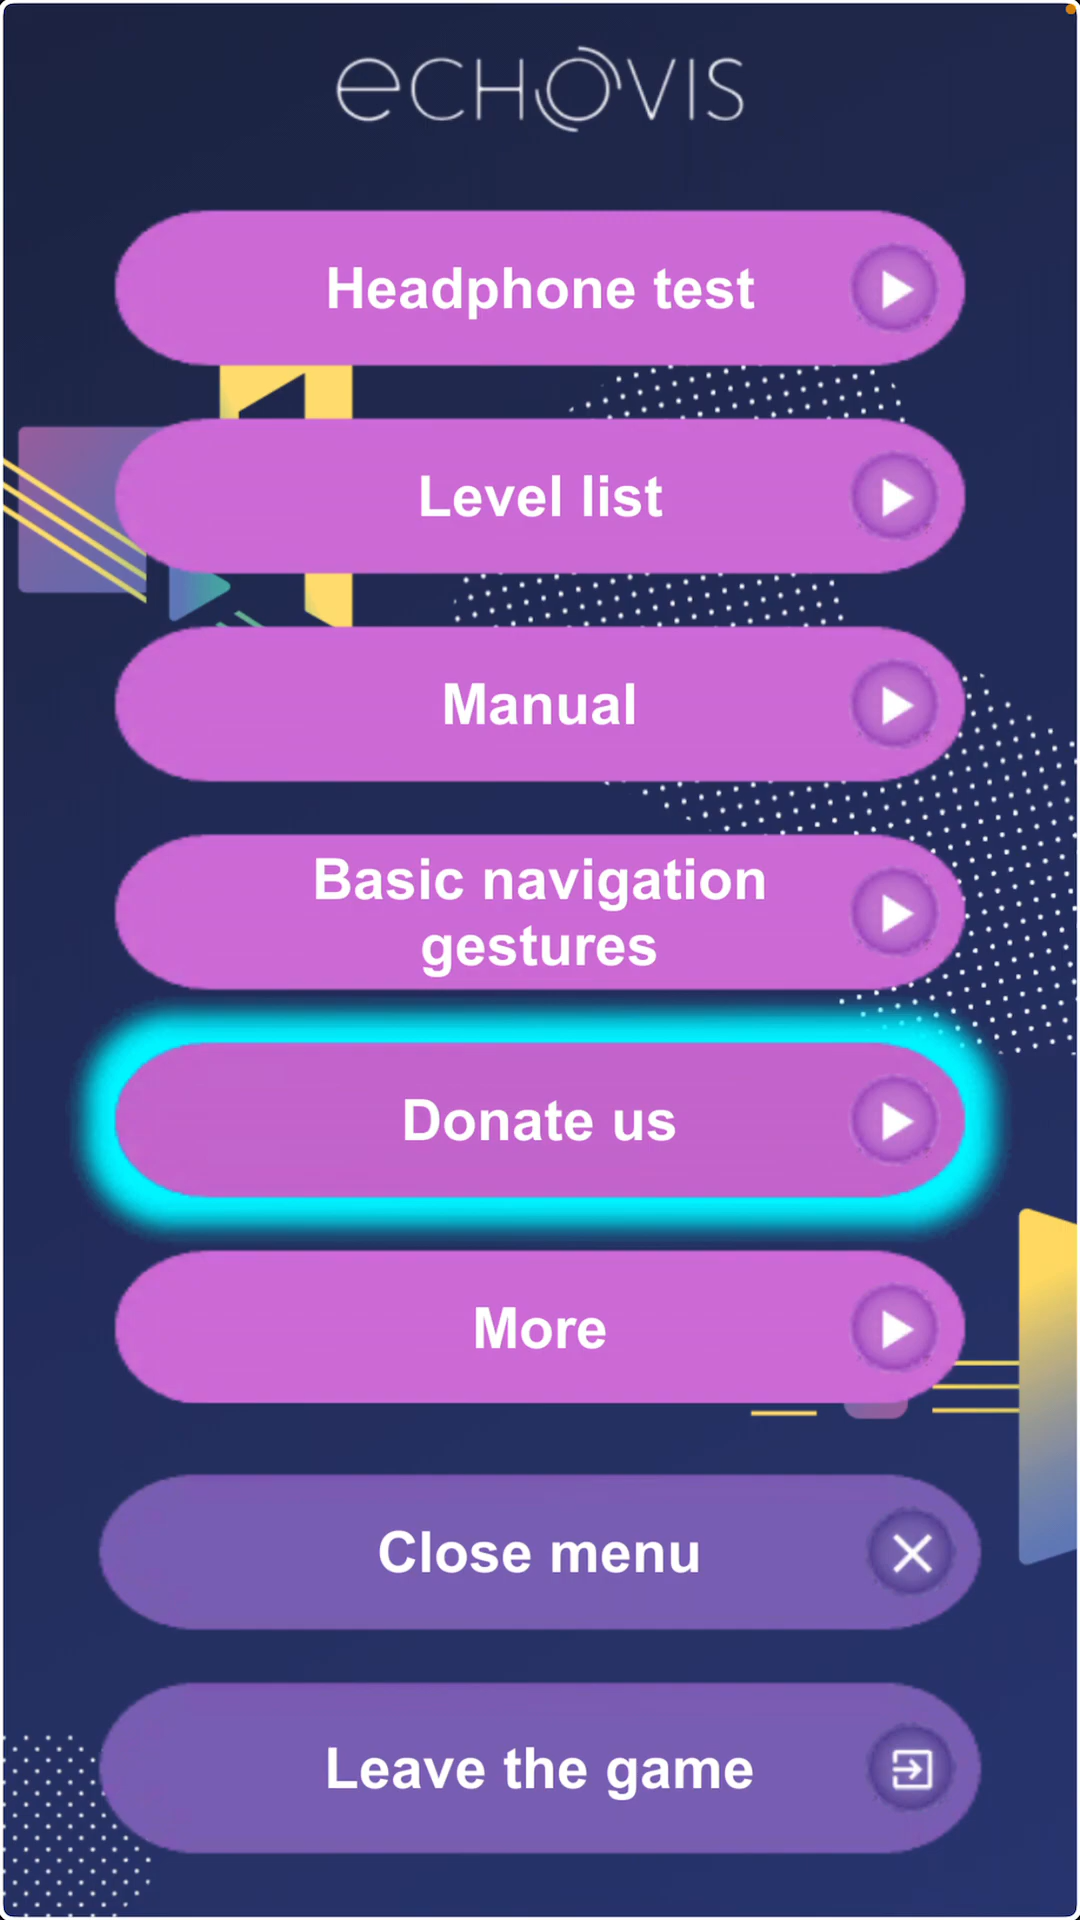 eCHOVIS
Headphone test
Level list
Manual
Basic navigation
gestures
Donate us
More
Close menu
Leave the game